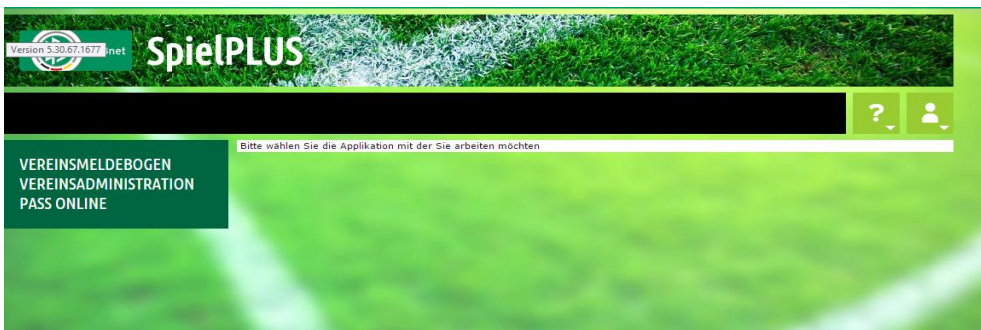 Version 5.30.67.1677
net
SpielPLUS
?
Bitte wählen Sie die Applikation mit der Sie arbeiten möchten
VEREINSMELDEBOGEN
VEREINSADMINISTRATION
PASS ONLINE